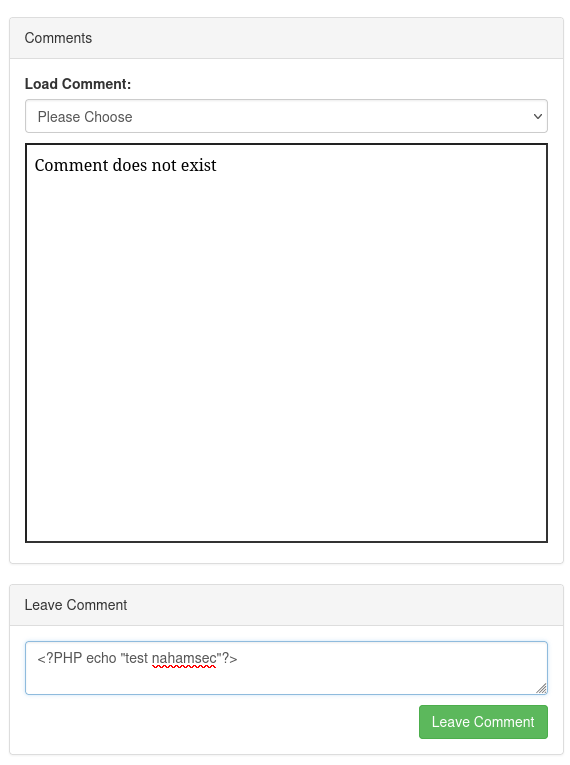 Comments
Load Comment:
Please Choose
Comment does not exist
Leave Comment
<?PHP echo "test nahamsec"?>
Leave Comment